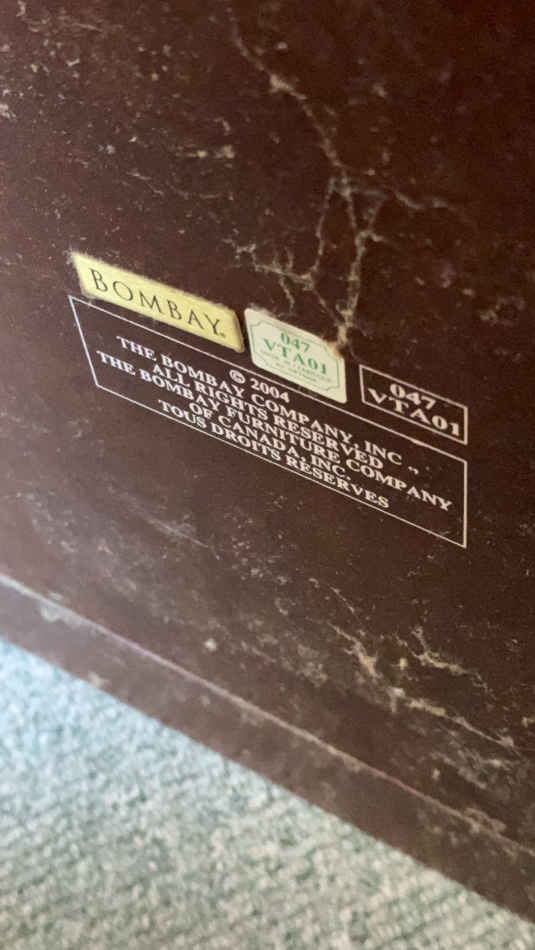 BOMBAY®
047
VTA01
047
VTA01
© 2004
THE BOMBAY COMPANY, INC .,
ALL RIGHTS RESERVED
THE BOMBAY FURNITURE COMPANY
OF CANADA, INC.
TOUS DROITS RESERVES